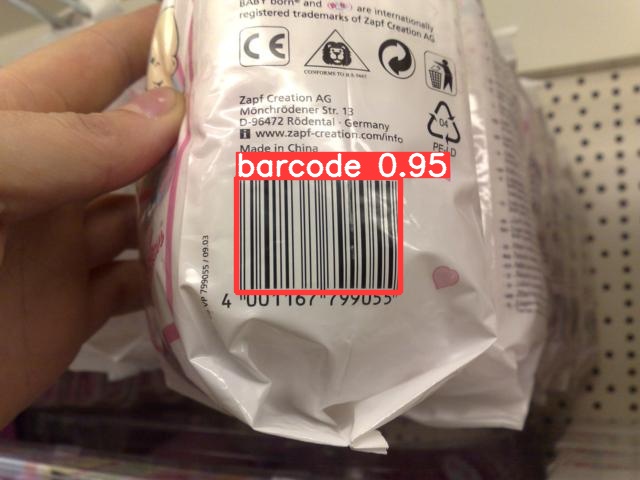 BABY born® and are internationally
registered trademarks of Zapf Creation AG
CE
CONFORMS TO U.S.
Zapf Creation AG
Mönchrödener Str. 13
D-96472 Rödental - Germany
i www.zapf-creation.com/info
Made in China
04
PE-LD
barcode 0.95
VP 799055 / 09.03
4 001167 799055